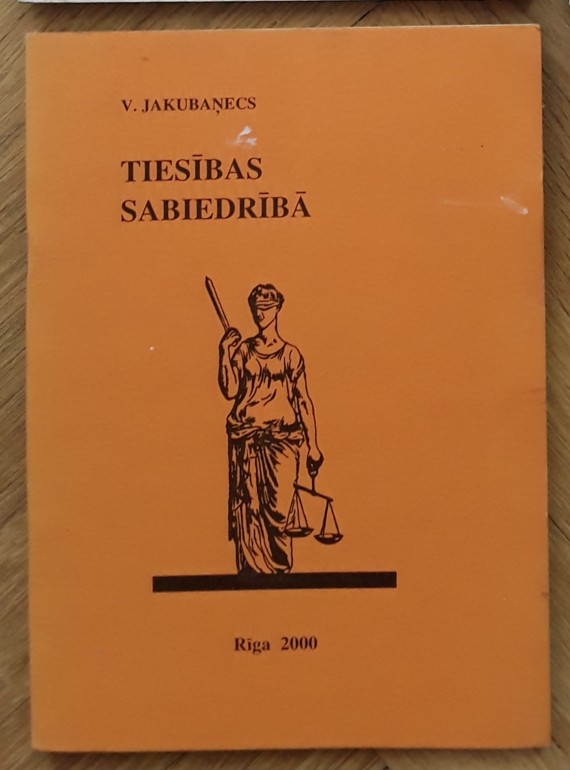 V. JAKUBAŅECS
TIESĪBAS
SABIEDRĪBĀ
Rīga 2000